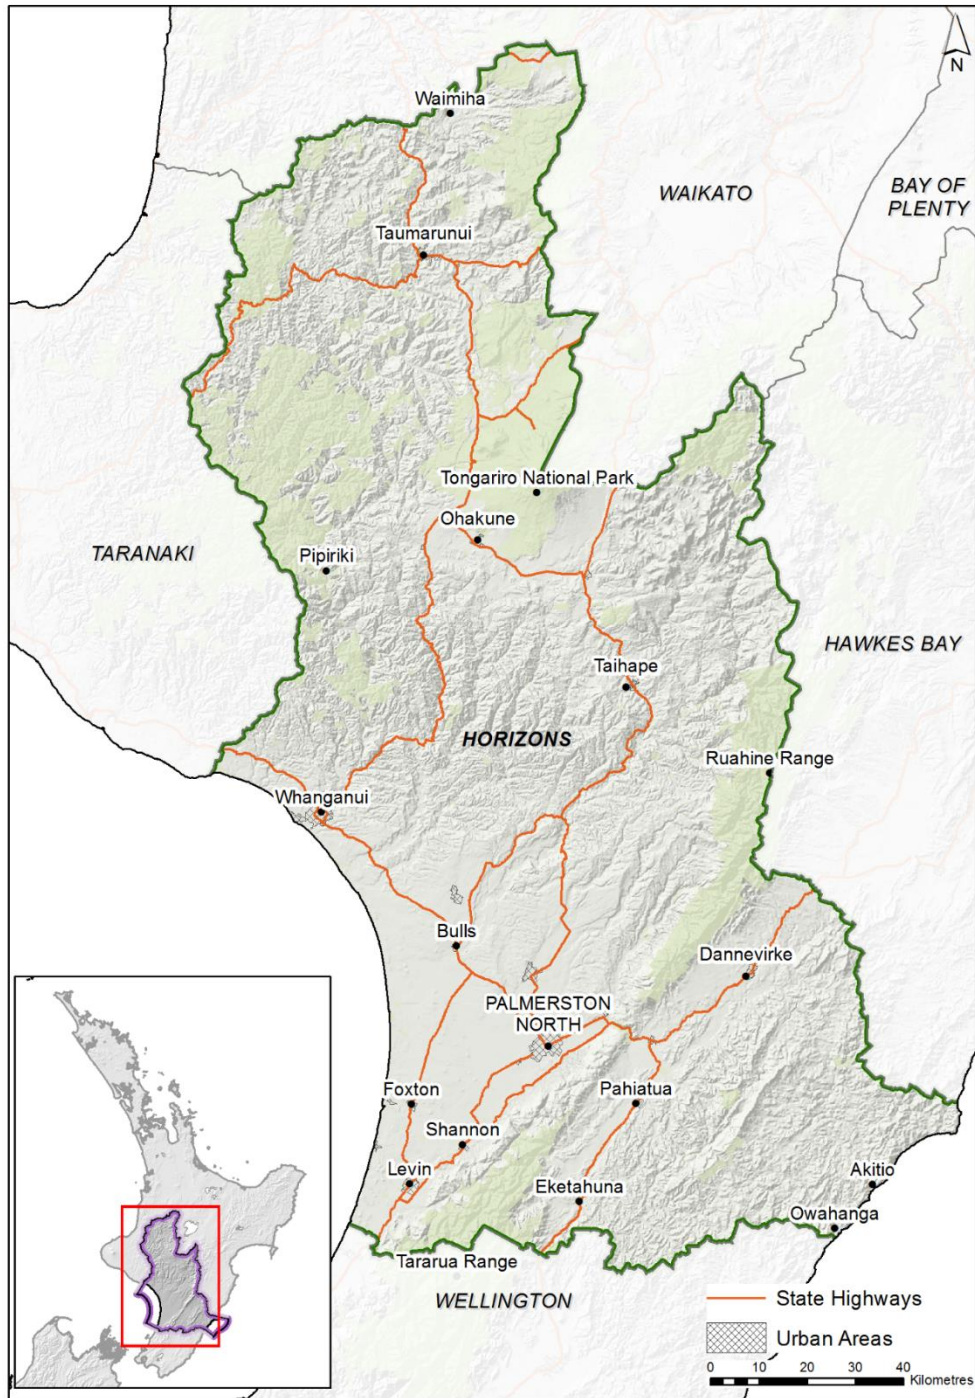 N
Waimiha
WAIKATO
BAY OF
PLENTY
Taumarunui
Tongariro National Park
Ohakune
TARANAKI
Pipiriki
HAWKES BAY
Taihape
HORIZONS
Ruahine Range
Whanganui
Bulls
Dannevirke
PALMERSTON
NORTH
Foxton
Pahiatua
Shannon
Levin
Akitio
Eketahuna
Owahanga
Tararua Range
WELLINGTON
State Highways
Urban Areas
0 10 20 40
Kilometres